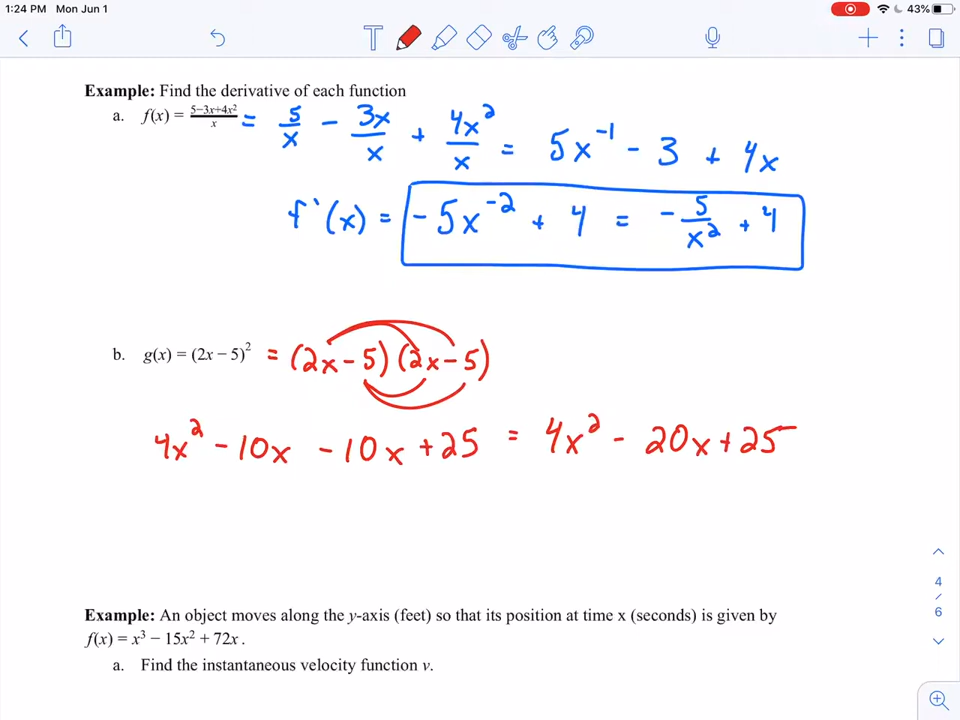 1:24 PM Mon Jun 1 43%
T
Example: Find the derivative of each function
a. f(x) = (5−3x+4x²)/x = 5/x − 3x/x + 4x²/x = 5x⁻¹ − 3 + 4x
f'(x) = −5x⁻² + 4 = −5/x² + 4
b. g(x) = (2x − 5)² = (2x − 5)(2x − 5)
4x² − 10x − 10x + 25 = 4x² − 20x + 25
4
/
6
Example: An object moves along the y-axis (feet) so that its position at time x (seconds) is given by
f(x) = x³ − 15x² + 72x.
a. Find the instantaneous velocity function v.